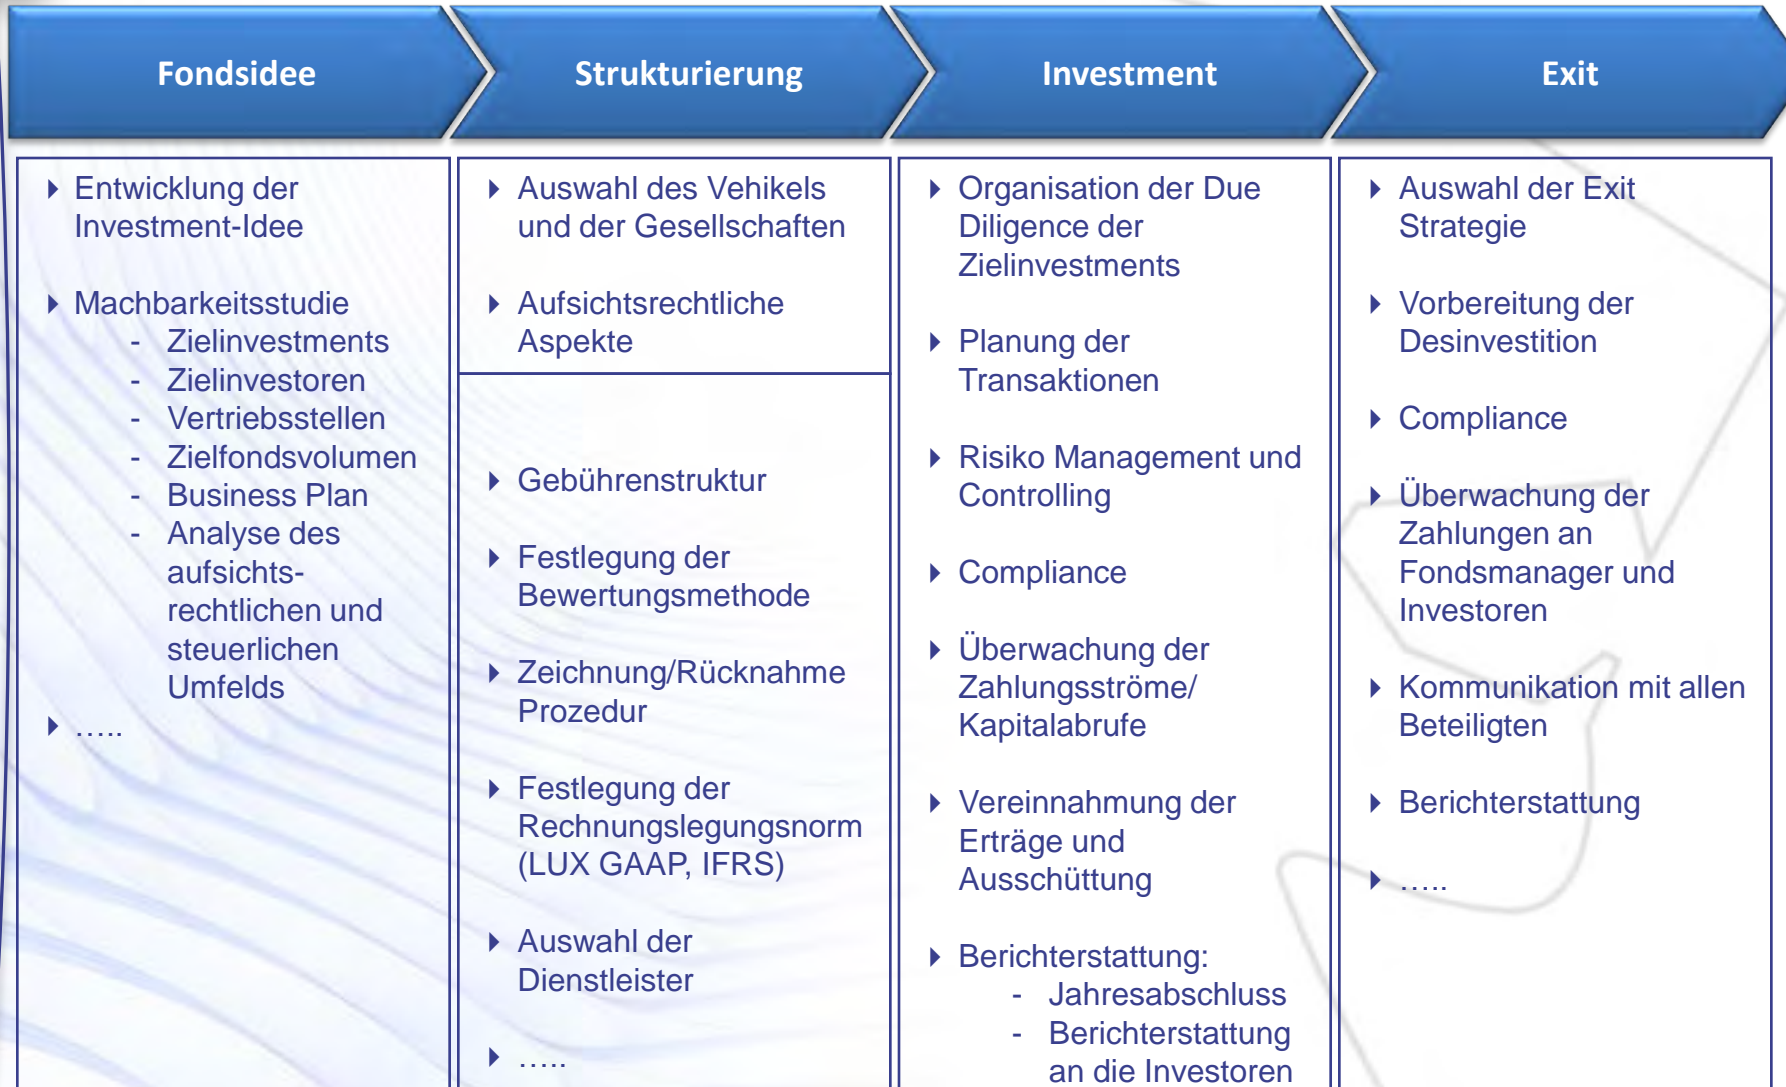 Fondsidee
Strukturierung
Investment
Exit
Entwicklung der
Investment-Idee
Machbarkeitsstudie
- Zielinvestments
- Zielinvestoren
- Vertriebsstellen
- Zielfondsvolumen
- Business Plan
- Analyse des
aufsichts-
rechtlichen und
steuerlichen
Umfelds
…..
Auswahl des Vehikels
und der Gesellschaften
Aufsichtsrechtliche
Aspekte
Gebührenstruktur
Festlegung der
Bewertungsmethode
Zeichnung/Rücknahme
Prozedur
Festlegung der
Rechnungslegungsnorm
(LUX GAAP, IFRS)
Auswahl der
Dienstleister
…..
Organisation der Due
Diligence der
Zielinvestments
Planung der
Transaktionen
Risiko Management und
Controlling
Compliance
Überwachung der
Zahlungsströme/
Kapitalabrufe
Vereinnahmung der
Erträge und
Ausschüttung
Berichterstattung:
- Jahresabschluss
- Berichterstattung
an die Investoren
Auswahl der Exit
Strategie
Vorbereitung der
Desinvestition
Compliance
Überwachung der
Zahlungen an
Fondsmanager und
Investoren
Kommunikation mit allen
Beteiligten
Berichterstattung
…..